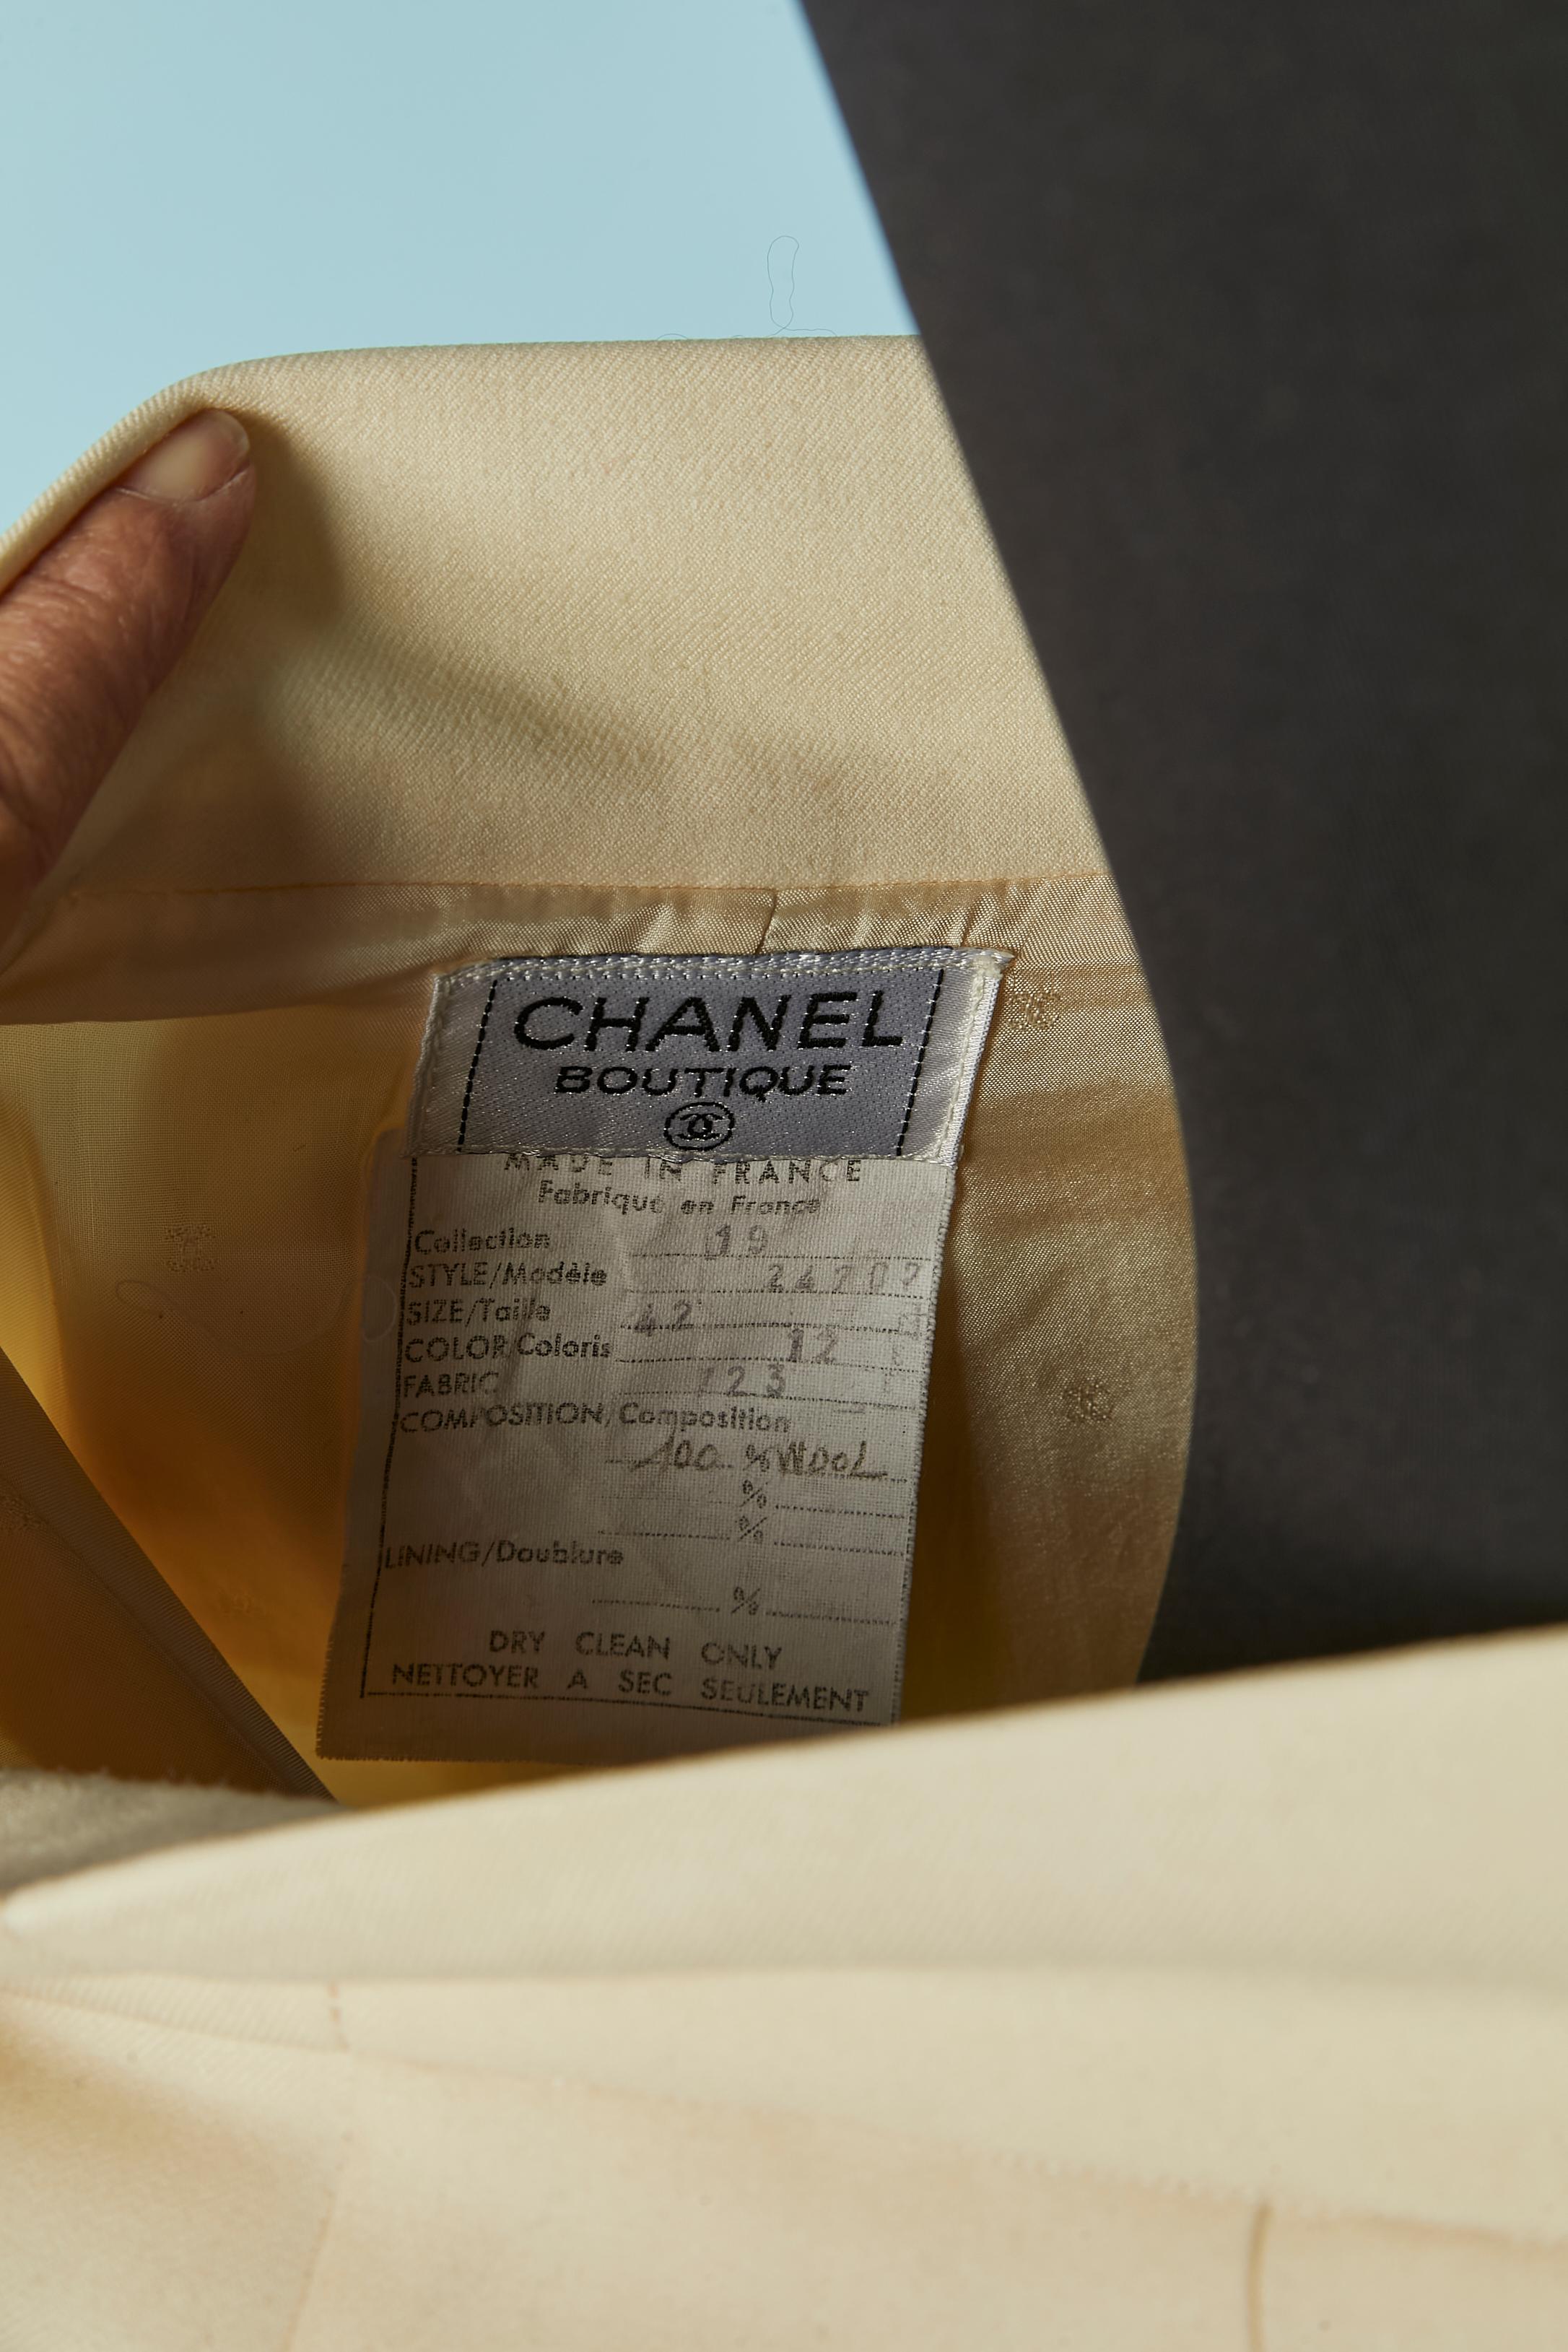 CHANEL
BOUTIQUE
MADE IN FRANCE
Fabriqué en France
Collection 19
STYLE/Modèle 24707
SIZE/Taille 42
COLOR/Coloris 12
FABRIC 123
COMPOSITION/Composition
100 % WOOL
%
%
LINING/Doublure
%
DRY CLEAN ONLY
NETTOYER A SEC SEULEMENT